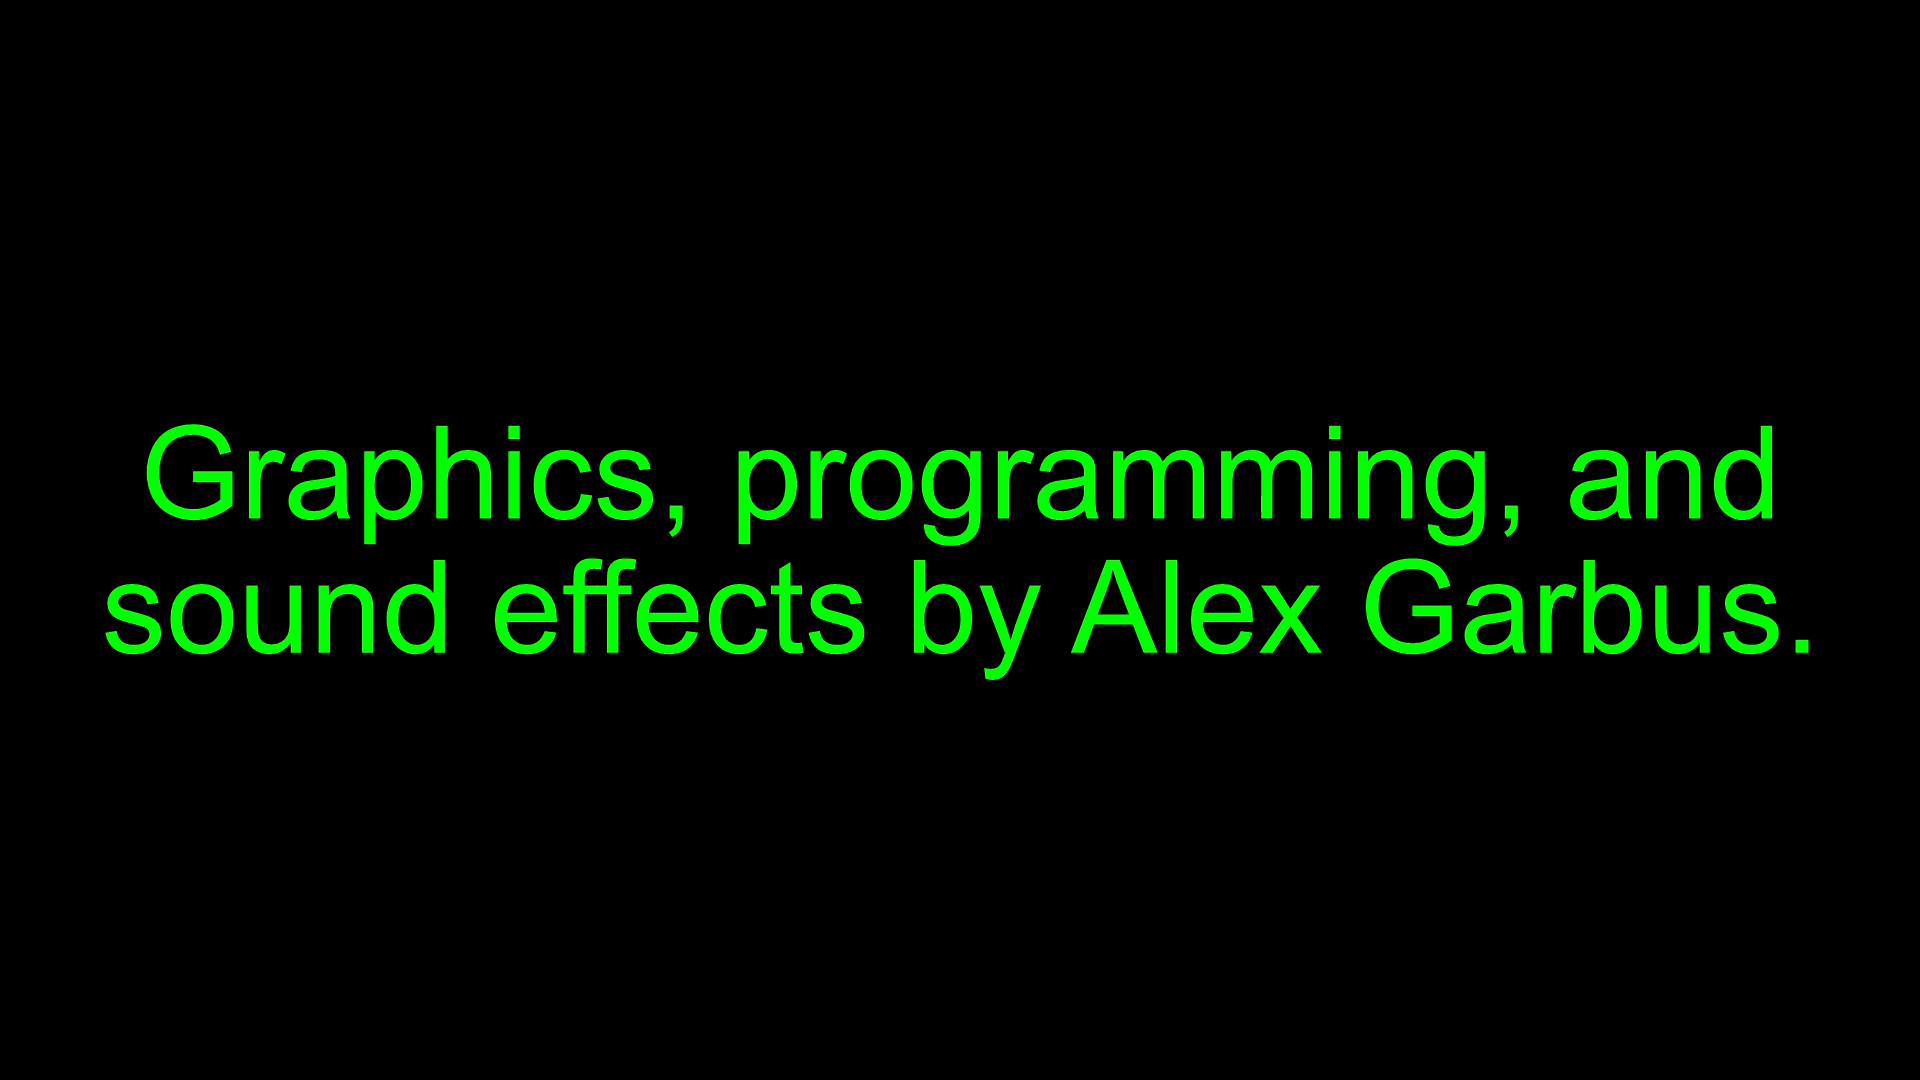 Graphics, programming, and
sound effects by Alex Garbus.